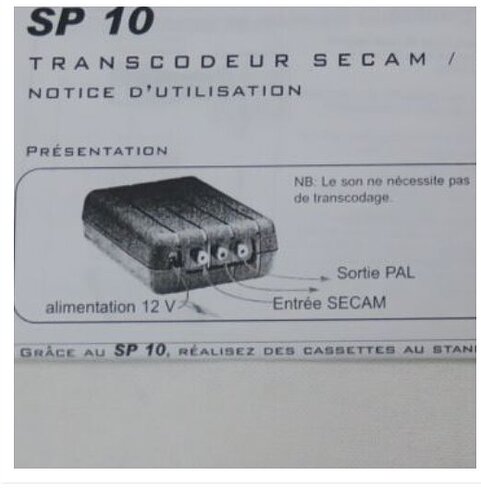 SP 10
TRANSCODEUR SECAM /
NOTICE D'UTILISATION
PRÉSENTATION
NB: Le son ne nécessite pas
de transcodage.
Sortie PAL
Entrée SECAM
alimentation 12 V
GRÂCE AU SP 10, RÉALISEZ DES CASSETTES AU STAN